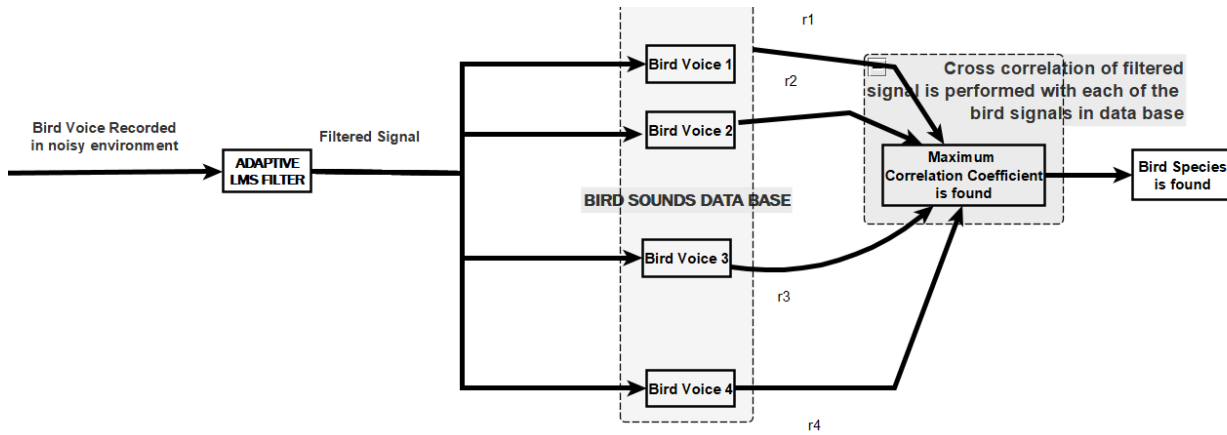 Bird Voice Recorded
in noisy environment
ADAPTIVE
LMS FILTER
Filtered Signal
Bird Voice 1
Bird Voice 2
BIRD SOUNDS DATA BASE
Bird Voice 3
Bird Voice 4
r1
r2
r3
r4
Cross correlation of filtered
signal is performed with each of the
bird signals in data base
Maximum
Correlation Coefficient
is found
Bird Species
is found